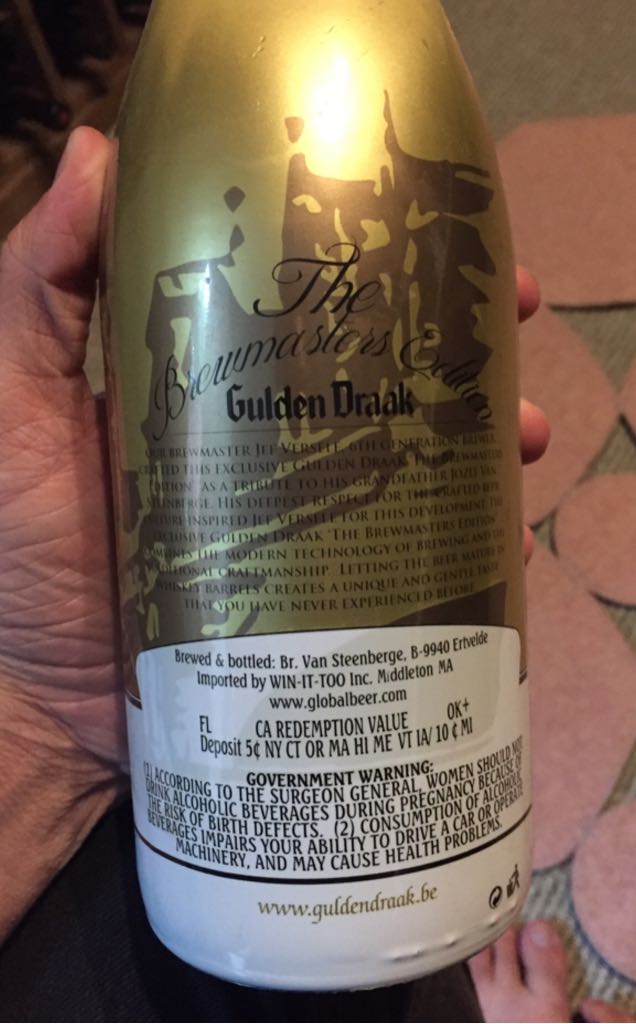 The
Brewmasters Edition
Gulden Draak
OUR BREWMASTER JEF VERSELE, 6TH GENERATION BREWER,
CRAFTED THIS EXCLUSIVE GULDEN DRAAK 'THE BREWMASTERS
EDITION' AS A TRIBUTE TO HIS GRANDFATHER JOZEF VAN
STEENBERGE. HIS DEEPEST RESPECT FOR THE CRAFTED BEER
CULTURE INSPIRED JEF VERSELE FOR THIS DEVELOPMENT. THE
EXCLUSIVE GULDEN DRAAK 'THE BREWMASTERS EDITION'
COMBINES THE MODERN TECHNOLOGY OF BREWING AND THE
TRADITIONAL CRAFTMANSHIP. LETTING THE BEER MATURE IN
WHISKEY BARRELS CREATES A UNIQUE AND GENTLE TASTE
THAT YOU HAVE NEVER EXPERIENCED BEFORE.
Brewed & bottled: Br. Van Steenberge, B-9940 Ertvelde
Imported by WIN-IT-TOO Inc. Middleton MA
www.globalbeer.com
FL CA REDEMPTION VALUE OK+
Deposit 5¢ NY CT OR MA HI ME VT IA/ 10 ¢ MI
GOVERNMENT WARNING:
(1) ACCORDING TO THE SURGEON GENERAL, WOMEN SHOULD NOT
DRINK ALCOHOLIC BEVERAGES DURING PREGNANCY BECAUSE OF
THE RISK OF BIRTH DEFECTS. (2) CONSUMPTION OF ALCOHOLIC
BEVERAGES IMPAIRS YOUR ABILITY TO DRIVE A CAR OR OPERATE
MACHINERY, AND MAY CAUSE HEALTH PROBLEMS.
www.guldendraak.be